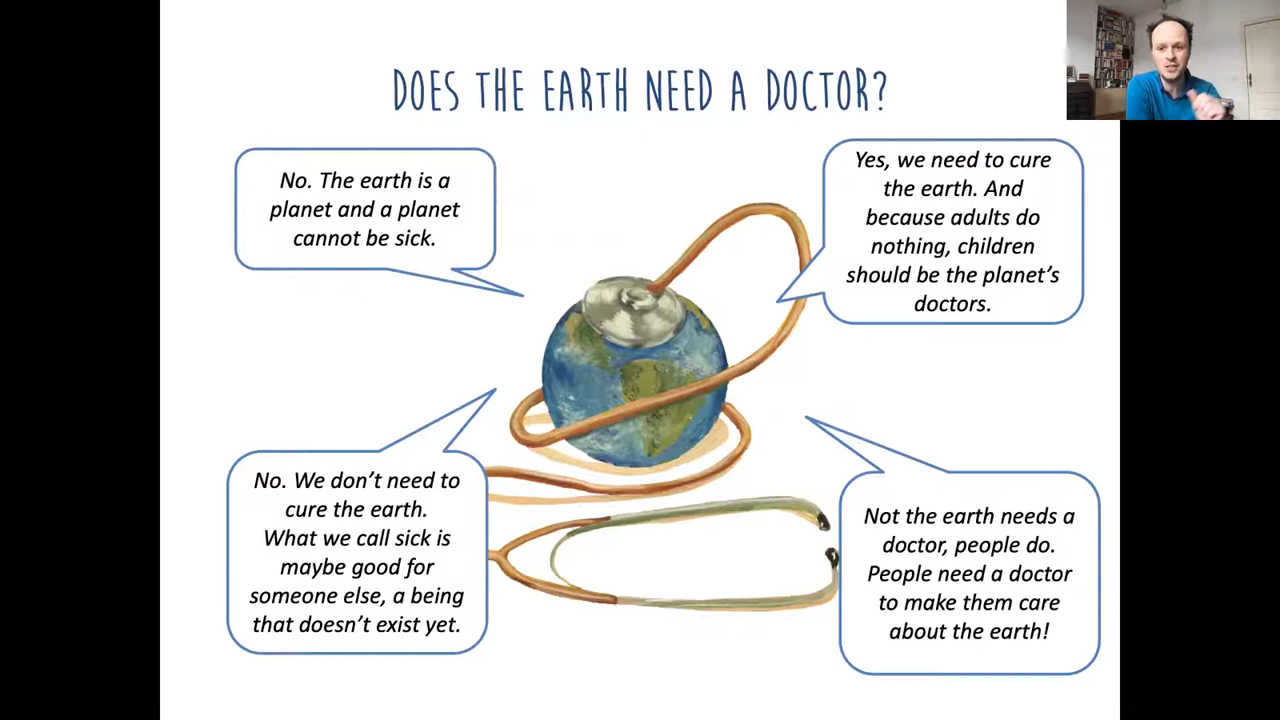 DOES THE EARTH NEED A DOCTOR?
No. The earth is a
planet and a planet
cannot be sick.
Yes, we need to cure
the earth. And
because adults do
nothing, children
should be the planet's
doctors.
No. We don't need to
cure the earth.
What we call sick is
maybe good for
someone else, a being
that doesn't exist yet.
Not the earth needs a
doctor, people do.
People need a doctor
to make them care
about the earth!